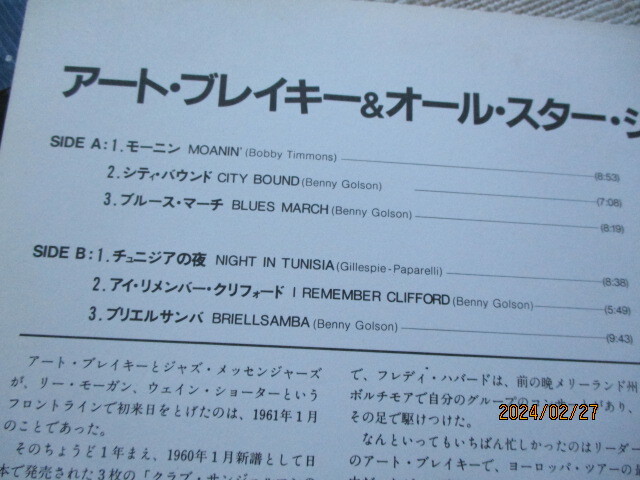 アート・ブレイキー&オール・スター・ジ
SIDE A:1.モーニン MOANIN'(Bobby Timmons) (8:53)
2.シティ・バウンド CITY BOUND(Benny Golson) (7:08)
3.ブルース・マーチ BLUES MARCH(Benny Golson) (8:19)
SIDE B:1.チュニジアの夜 NIGHT IN TUNISIA(Gillespie-Paparelli) (8:38)
2.アイ・リメンバー・クリフォード I REMEMBER CLIFFORD(Benny Golson) (5:49)
3.ブリエルサンバ BRIELLSAMBA(Benny Golson) (9:43)
アート・ブレイキーとジャズ・メッセンジャーズ
が、リー・モーガン、ウェイン・ショーターという
フロントラインで初来日をとげたのは、1961年1月
のことであった。
そのちょうど1年まえ、1960年1月新譜として日
本で発売された3枚の「クラブ・サンジェルマンの
で、フレディ・ハバードは、前の晩メリーランド州
ボルチモアで自分のグループのコンサートがあり、
その足で駆けつけた。
なんといってもいちばん忙しかったのはリーダー
のアート・ブレイキーで、ヨーロッパ・ツアーの最
2024/02/27